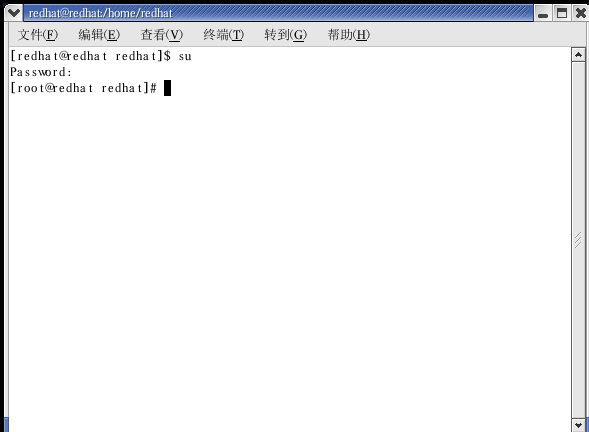 redhat@redhat:/home/redhat
文件(F) 编辑(E) 查看(V) 终端(T) 转到(G) 帮助(H)
[redhat@redhat redhat]$ su
Password:
[root@redhat redhat]#